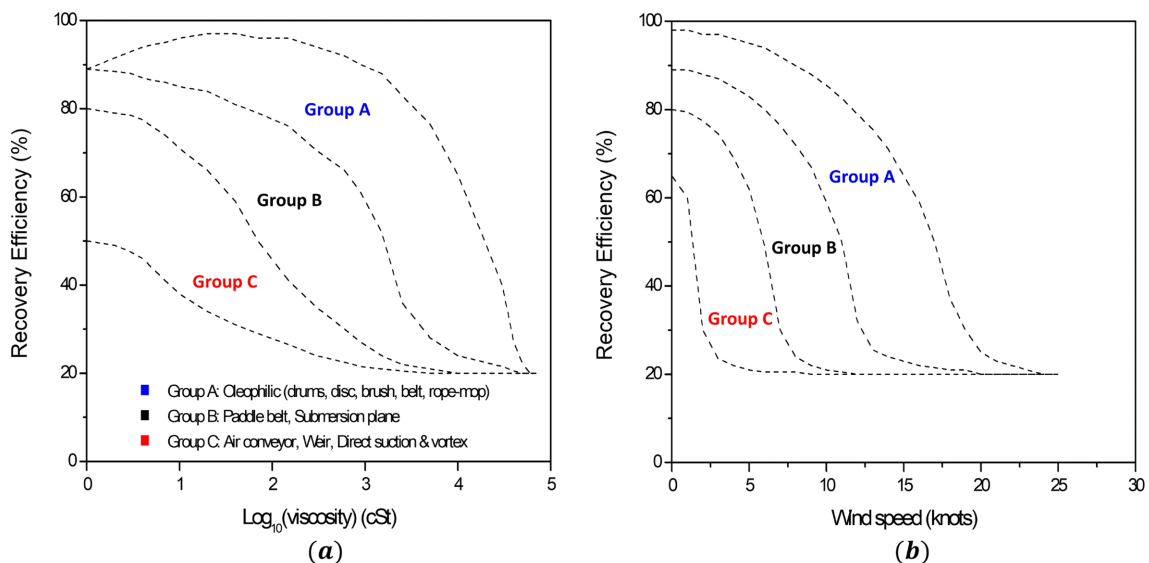 100
80
60
40
20
0
Recovery Efficiency (%)
Group A
Group B
Group C
Group A: Oleophilic (drums, disc, brush, belt, rope-mop)
Group B: Paddle belt, Submersion plane
Group C: Air conveyor, Weir, Direct suction & vortex
0 1 2 3 4 5
Log10(viscosity) (cSt)
(a)
100
80
60
40
20
0
Recovery Efficiency (%)
Group A
Group B
Group C
0 5 10 15 20 25 30
Wind speed (knots)
(b)